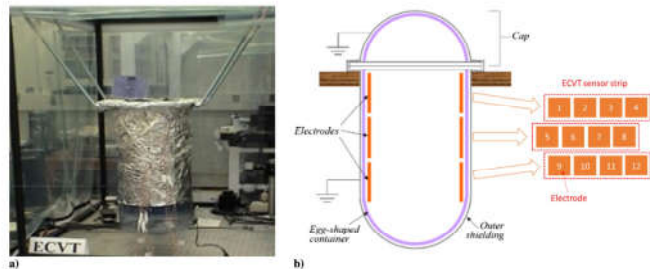 ECVT
a)
Cap
ECVT sensor strip
1 2 3 4
Electrodes
5 6 7 8
9 10 11 12
Electrode
Egg-shaped
container
Outer
shielding
b)